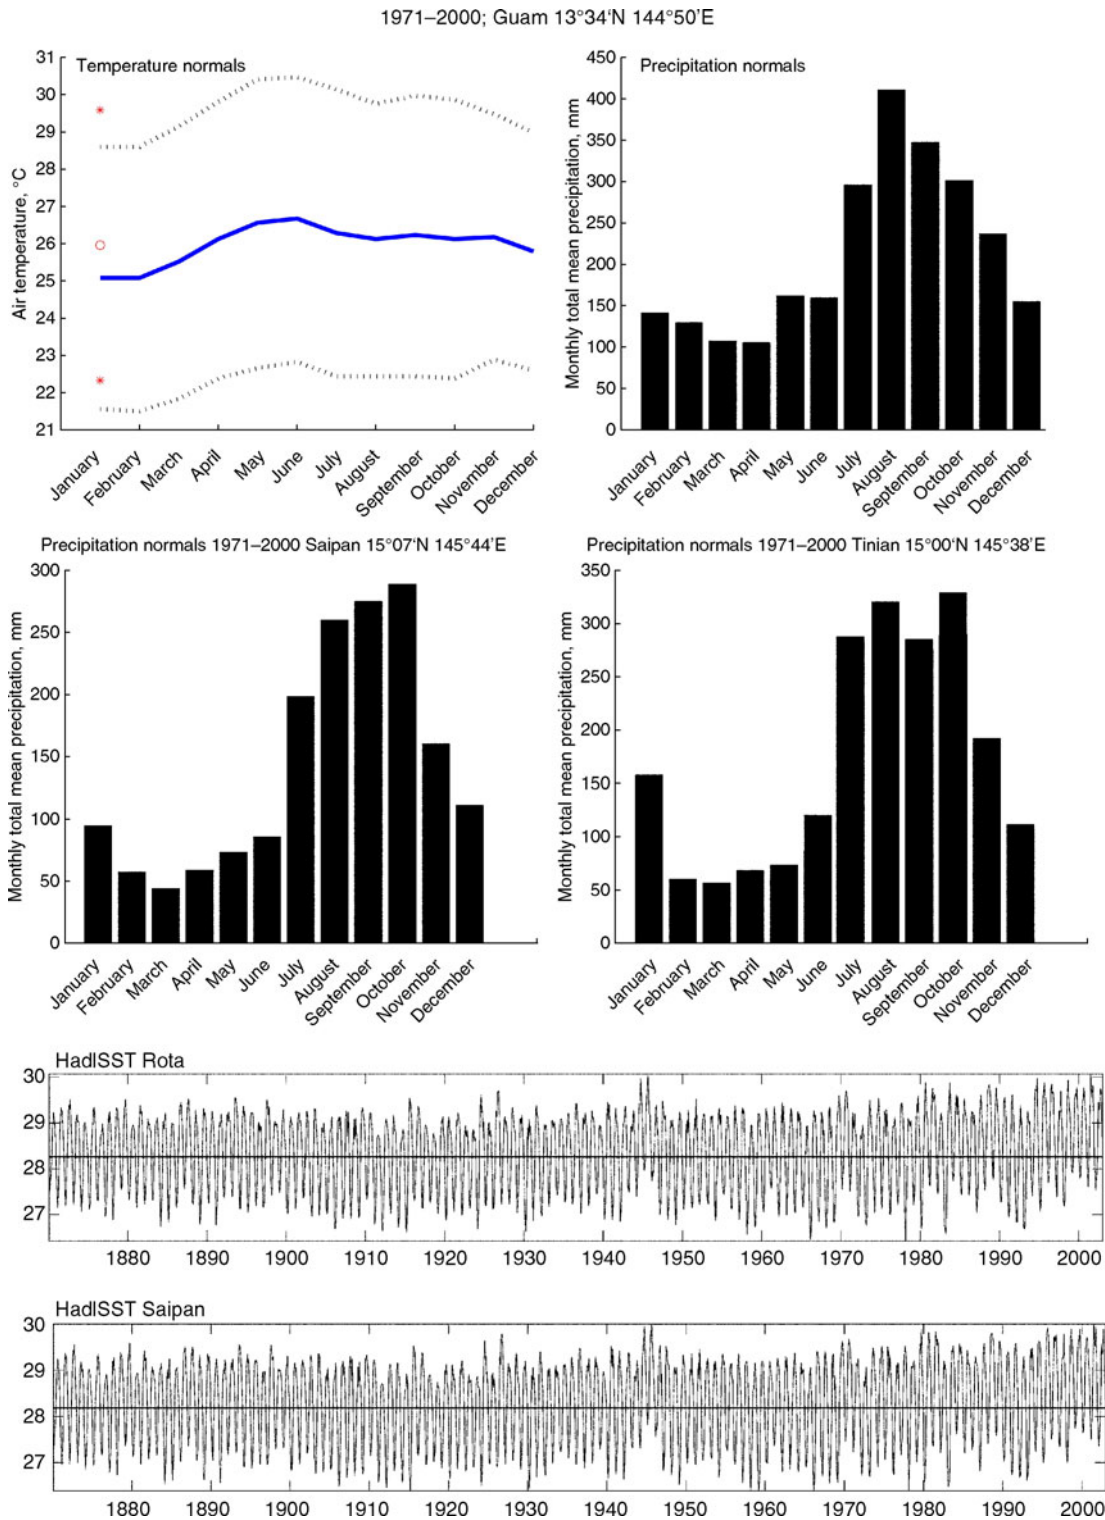 1971–2000; Guam 13°34‘N 144°50’E
Temperature normals
Air temperature, °C
31
30
29
28
26
26
25
24
23
22
21
January
February
March
April
May
June
July
August
September
October
November
December
Precipitation normals
Monthly total mean precipitation, mm
450
400
350
300
250
200
150
100
50
0
January
February
March
April
May
June
July
August
September
October
November
December
Precipitation normals 1971–2000 Saipan 15°07‘N 145°44’E
Monthly total mean precipitation, mm
300
250
200
150
100
50
0
January
February
March
April
May
June
July
August
September
October
November
December
Precipitation normals 1971–2000 Tinian 15°00‘N 145°38’E
Monthly total mean precipitation, mm
350
300
250
200
150
100
50
0
January
February
March
April
May
June
July
August
September
October
November
December
HadISST Rota
30
29
28
27
1880 1890 1900 1910 1920 1930 1940 1950 1960 1970 1980 1990 2000
HadISST Saipan
30
29
28
27
1880 1890 1900 1910 1920 1930 1940 1950 1960 1970 1980 1990 2000